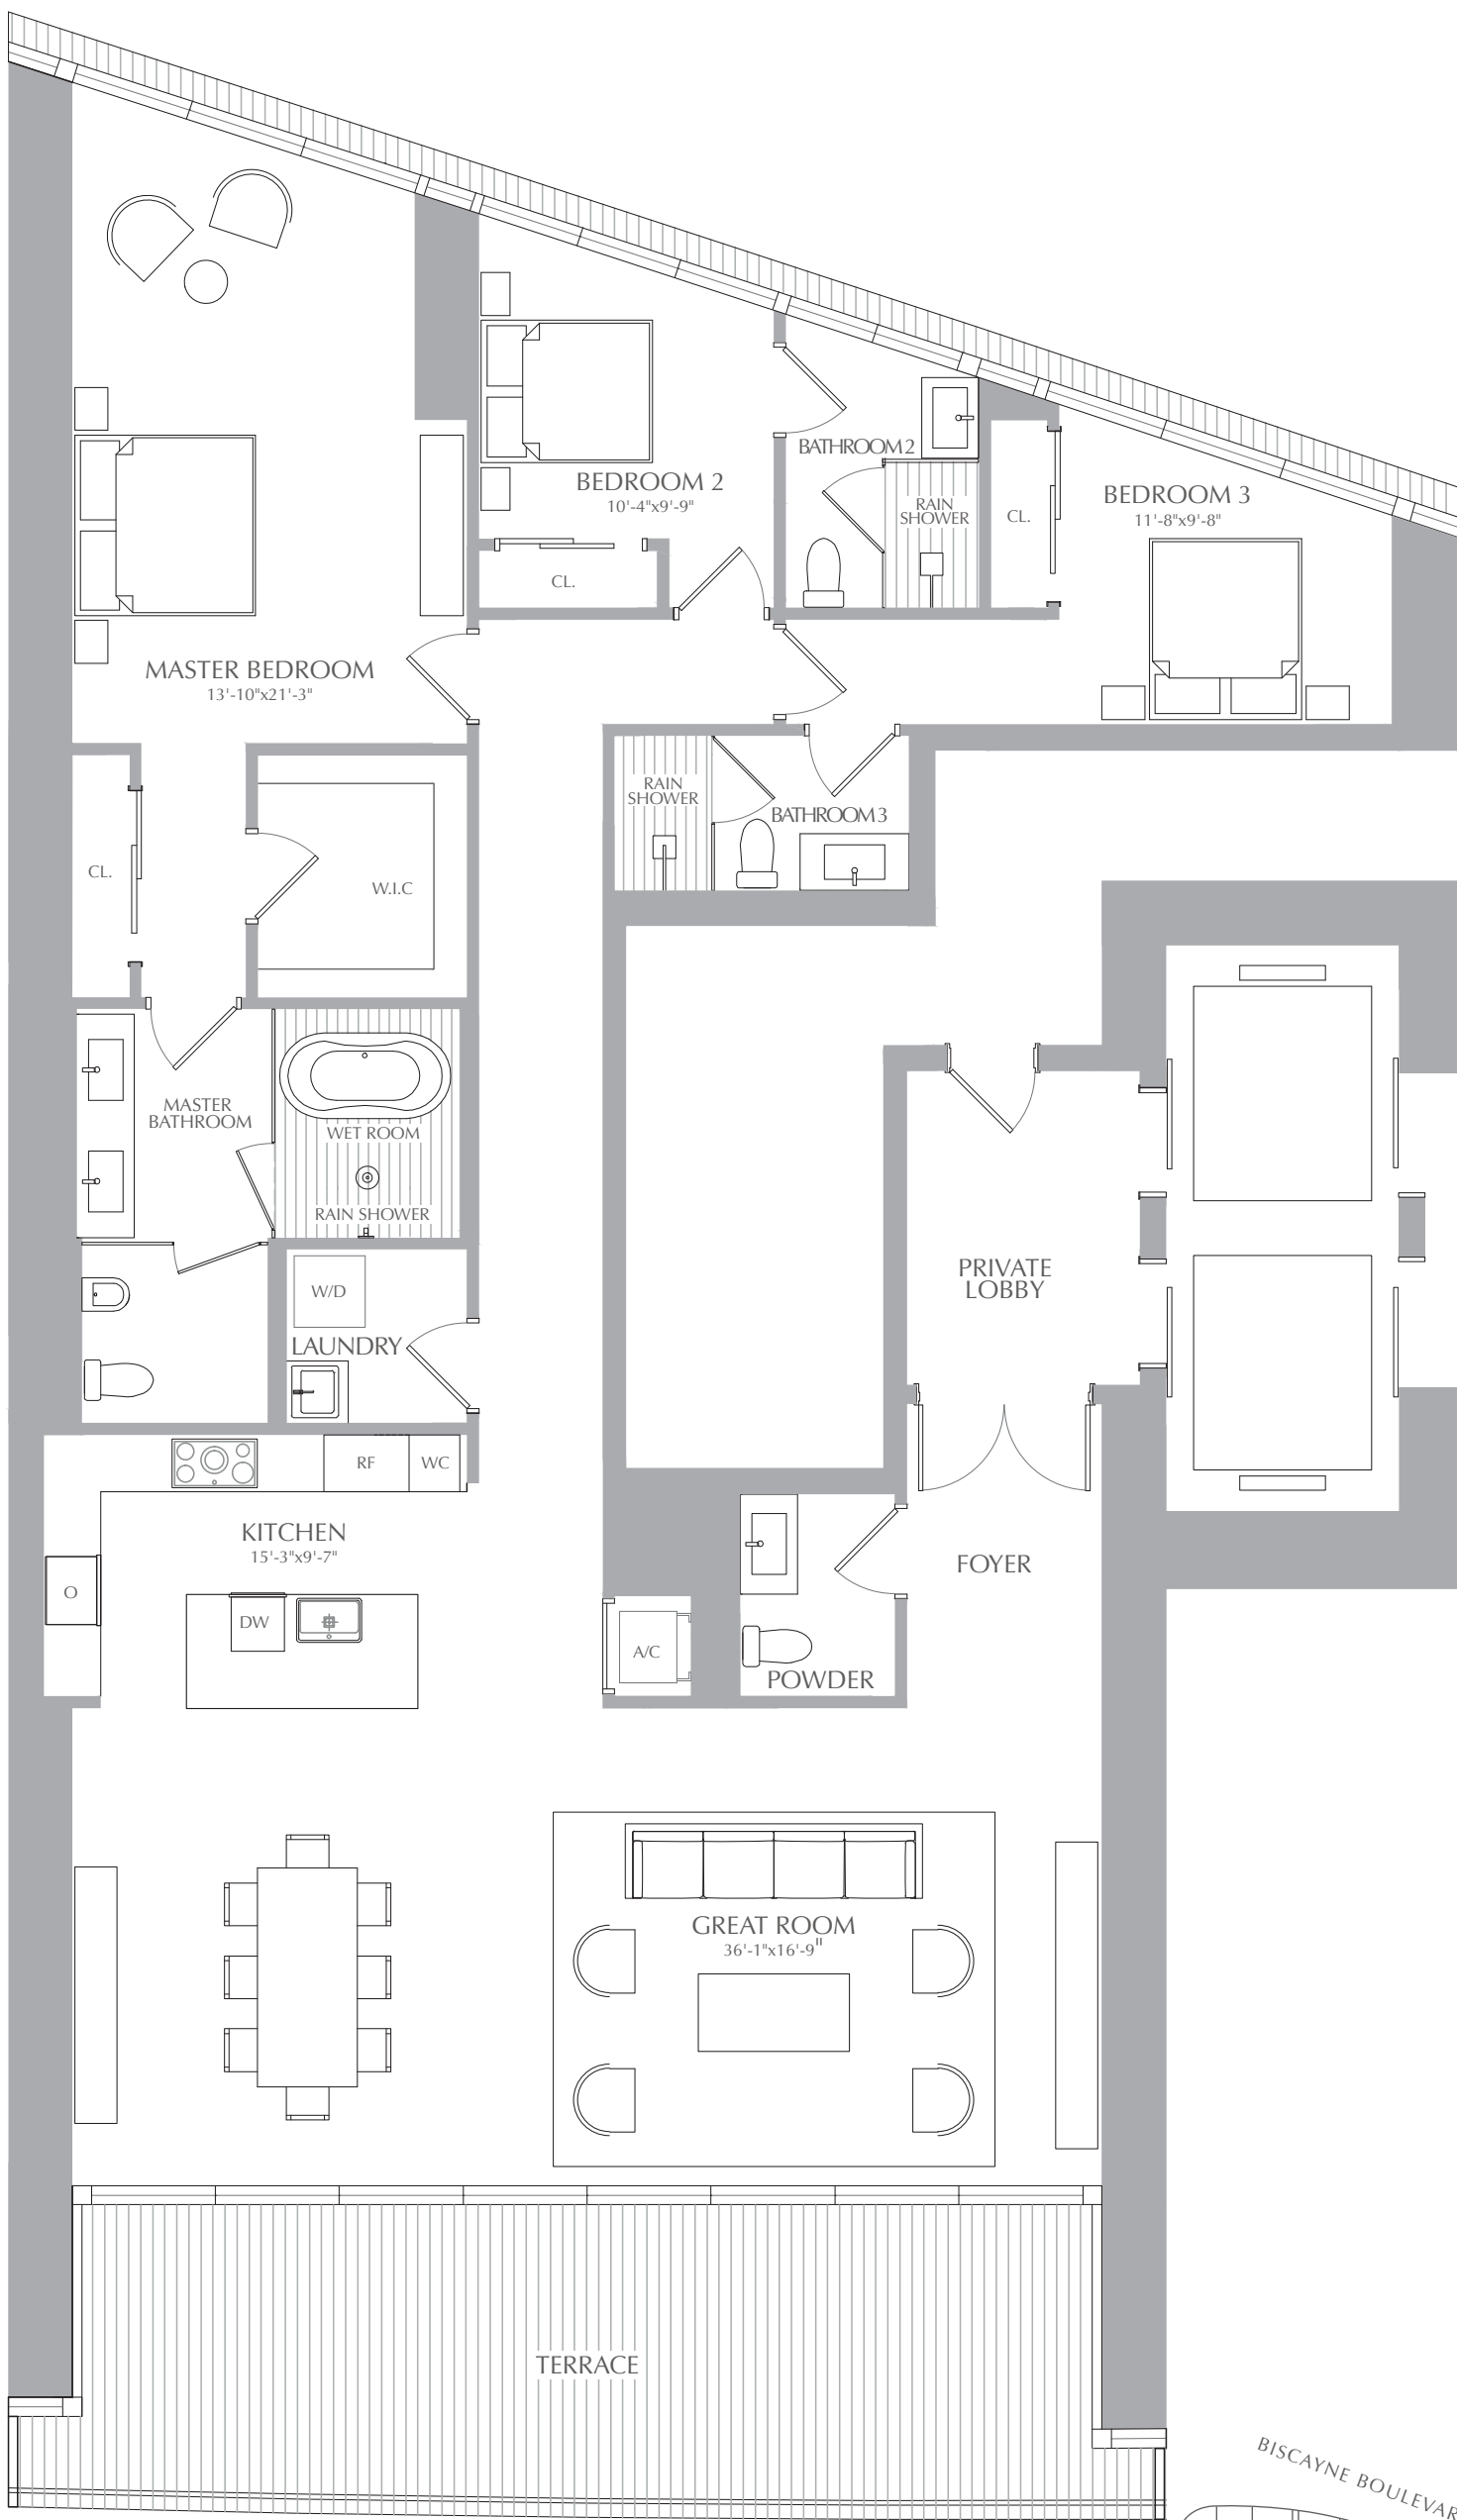 BEDROOM 2
10'-4"x9'-9"
BATHROOM 2
RAIN
SHOWER
CL.
BEDROOM 3
11'-8"x9'-8"
CL.
MASTER BEDROOM
13'-10"x21'-3"
RAIN
SHOWER
BATHROOM 3
CL.
W.I.C
MASTER
BATHROOM
WET ROOM
RAIN SHOWER
PRIVATE
LOBBY
W/D
LAUNDRY
RF
WC
KITCHEN
15'-3"x9'-7"
FOYER
O
DW
A/C
POWDER
GREAT ROOM
36'-1"x16'-9"
TERRACE
BISCAYNE BOULEVAR